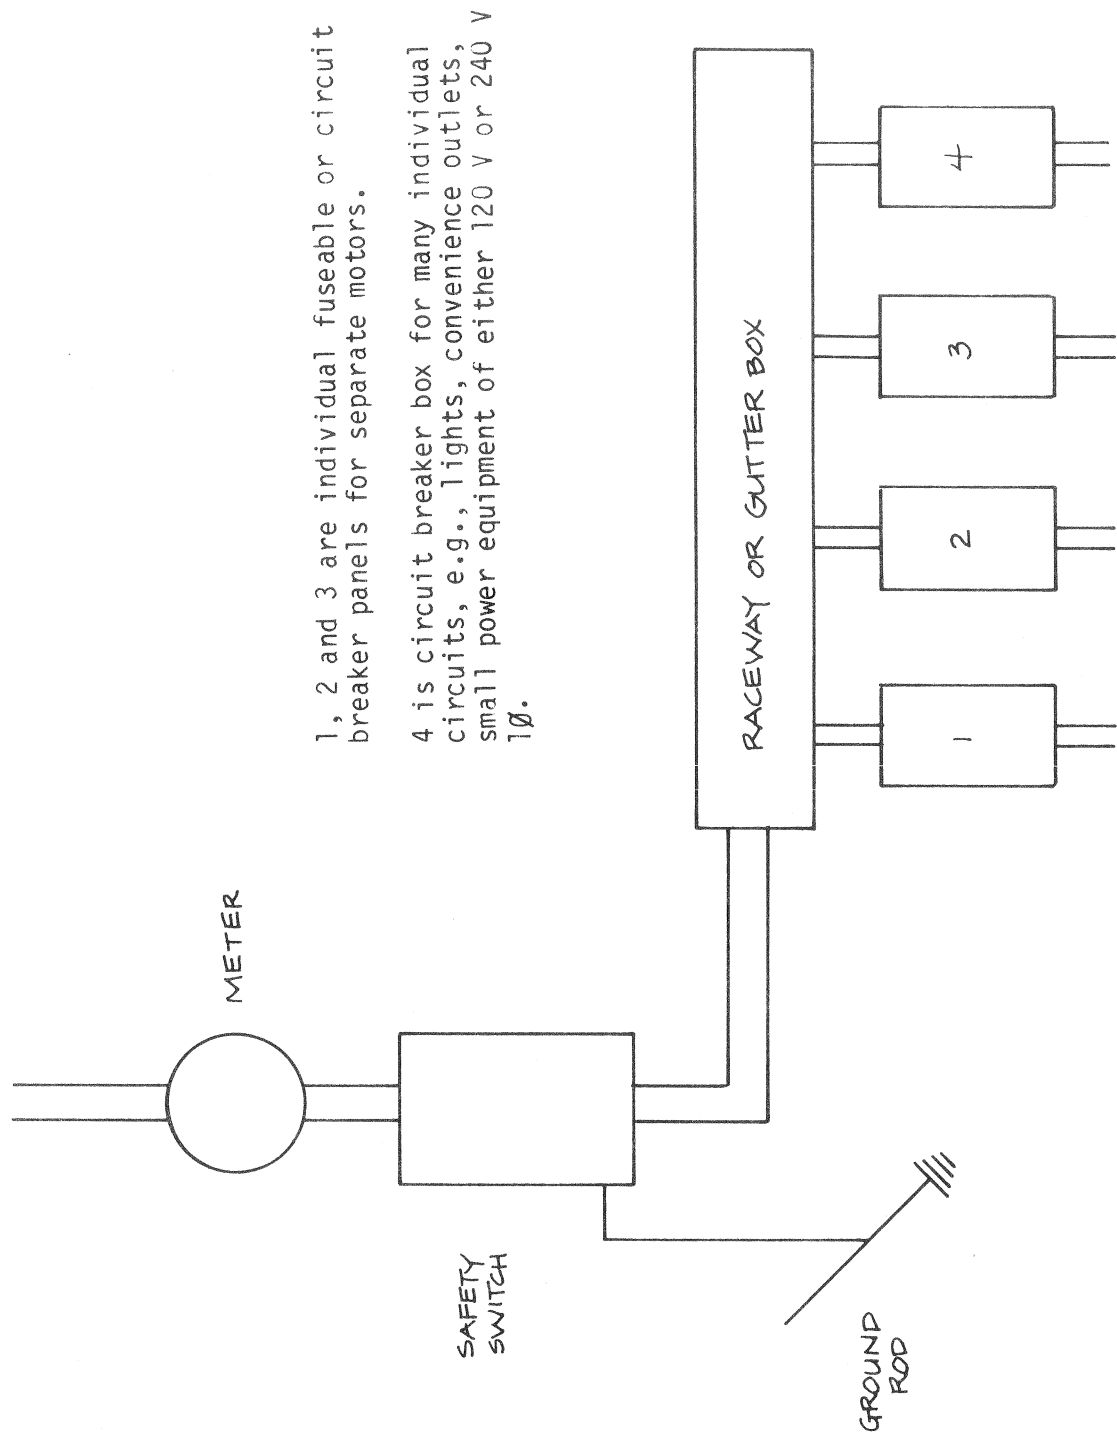 METER
SAFETY
SWITCH
GROUND
ROD
1, 2 and 3 are individual fuseable or circuit
breaker panels for separate motors.
4 is circuit breaker box for many individual
circuits, e.g., lights, convenience outlets,
small power equipment of either 120 V or 240 V
1Ø.
RACEWAY OR GUTTER BOX
1
2
3
4